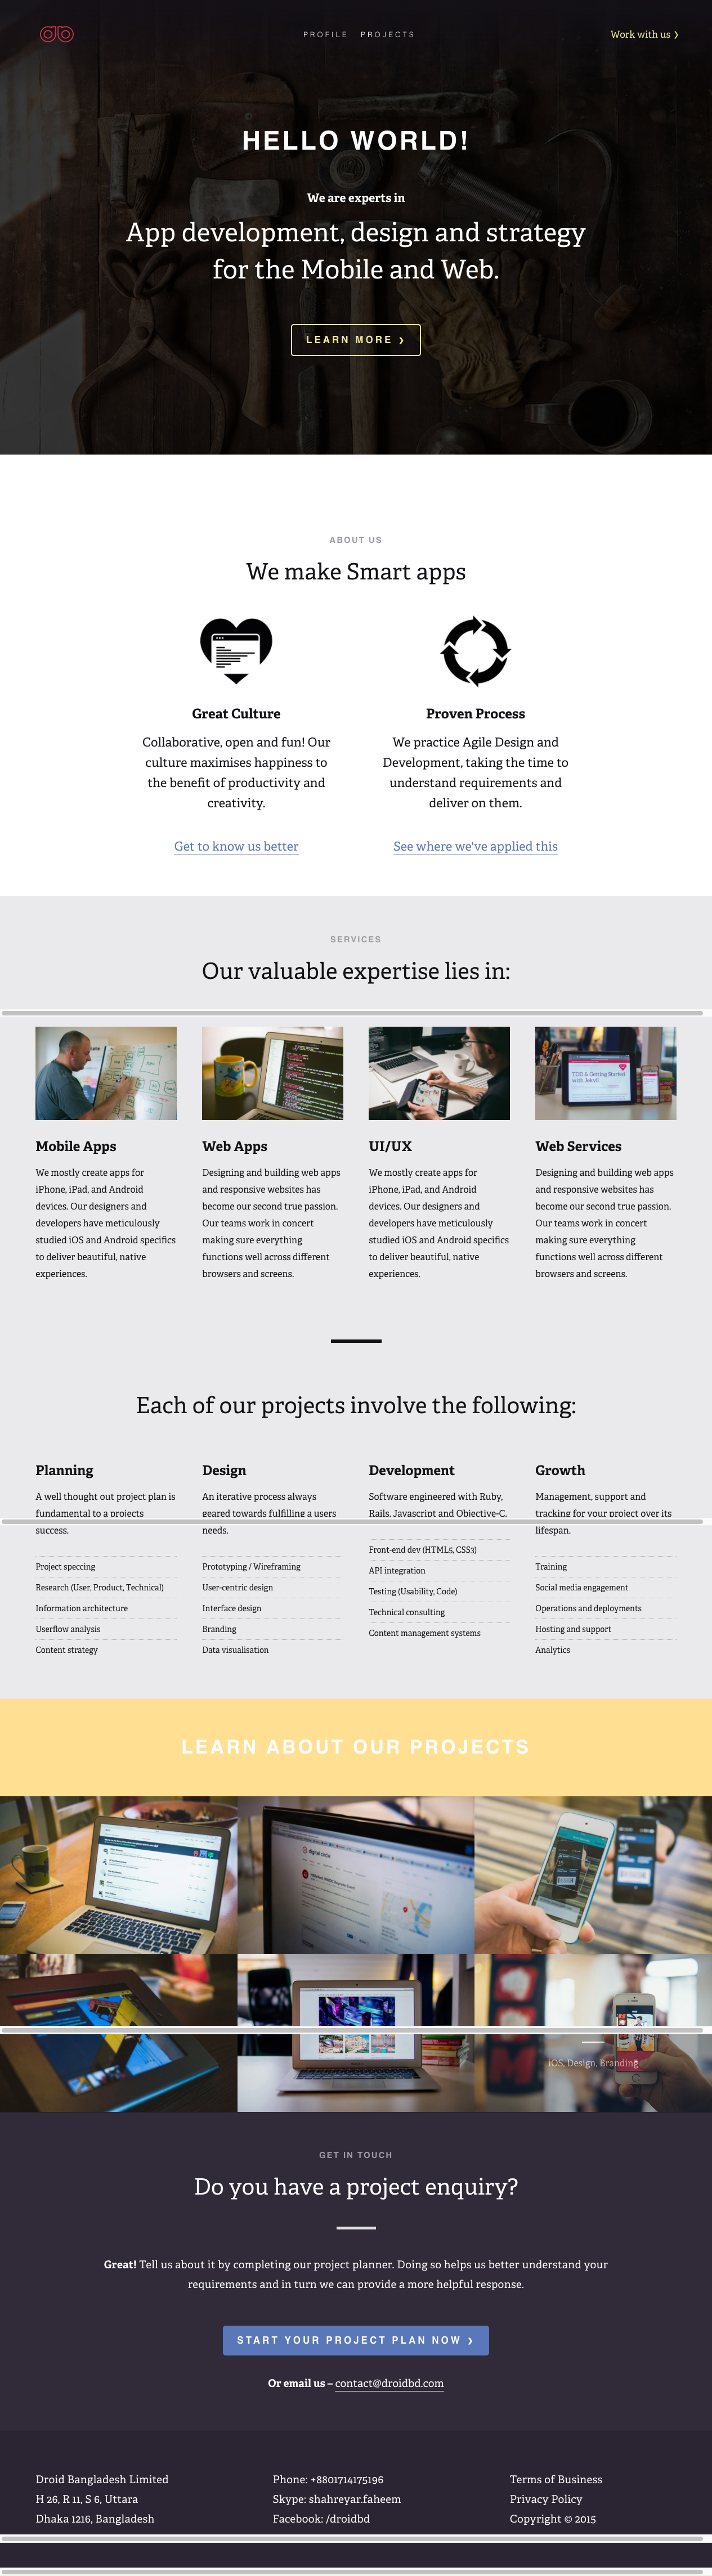 PROFILE PROJECTS
Work with us ❯
HELLO WORLD!
We are experts in
App development, design and strategy
for the Mobile and Web.
LEARN MORE ❯
ABOUT US
We make Smart apps
Great Culture
Collaborative, open and fun! Our
culture maximises happiness to
the benefit of productivity and
creativity.
Get to know us better
Proven Process
We practice Agile Design and
Development, taking the time to
understand requirements and
deliver on them.
See where we've applied this
SERVICES
Our valuable expertise lies in:
TDD & Getting Started
with Jekyll
Mobile Apps
We mostly create apps for
iPhone, iPad, and Android
devices. Our designers and
developers have meticulously
studied iOS and Android specifics
to deliver beautiful, native
experiences.
Web Apps
Designing and building web apps
and responsive websites has
become our second true passion.
Our teams work in concert
making sure everything
functions well across different
browsers and screens.
UI/UX
We mostly create apps for
iPhone, iPad, and Android
devices. Our designers and
developers have meticulously
studied iOS and Android specifics
to deliver beautiful, native
experiences.
Web Services
Designing and building web apps
and responsive websites has
become our second true passion.
Our teams work in concert
making sure everything
functions well across different
browsers and screens.
Each of our projects involve the following:
Planning
A well thought out project plan is
fundamental to a projects
success.
Project speccing
Research (User, Product, Technical)
Information architecture
Userflow analysis
Content strategy
Design
An iterative process always
geared towards fulfilling a users
needs.
Prototyping / Wireframing
User-centric design
Interface design
Branding
Data visualisation
Development
Software engineered with Ruby,
Rails, Javascript and Objective-C.
Front-end dev (HTML5, CSS3)
API integration
Testing (Usability, Code)
Technical consulting
Content management systems
Growth
Management, support and
tracking for your project over its
lifespan.
Training
Social media engagement
Operations and deployments
Hosting and support
Analytics
LEARN ABOUT OUR PROJECTS
digital circle
iOS, Design, Branding
GET IN TOUCH
Do you have a project enquiry?
Great! Tell us about it by completing our project planner. Doing so helps us better understand your
requirements and in turn we can provide a more helpful response.
START YOUR PROJECT PLAN NOW ❯
Or email us – contact@droidbd.com
Droid Bangladesh Limited
H 26, R 11, S 6, Uttara
Dhaka 1216, Bangladesh
Phone: +8801714175196
Skype: shahreyar.faheem
Facebook: /droidbd
Terms of Business
Privacy Policy
Copyright © 2015